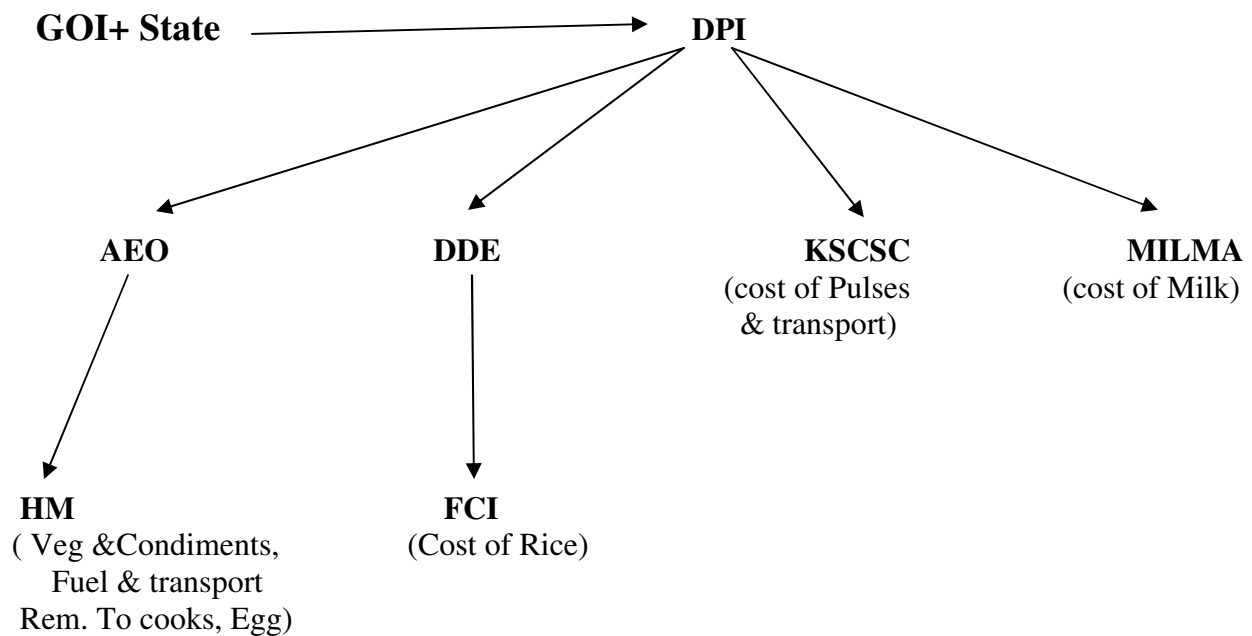 GOI+ State
DPI
AEO
DDE
KSCSC
(cost of Pulses
& transport)
MILMA
(cost of Milk)
HM
( Veg &Condiments,
Fuel & transport
Rem. To cooks, Egg)
FCI
(Cost of Rice)